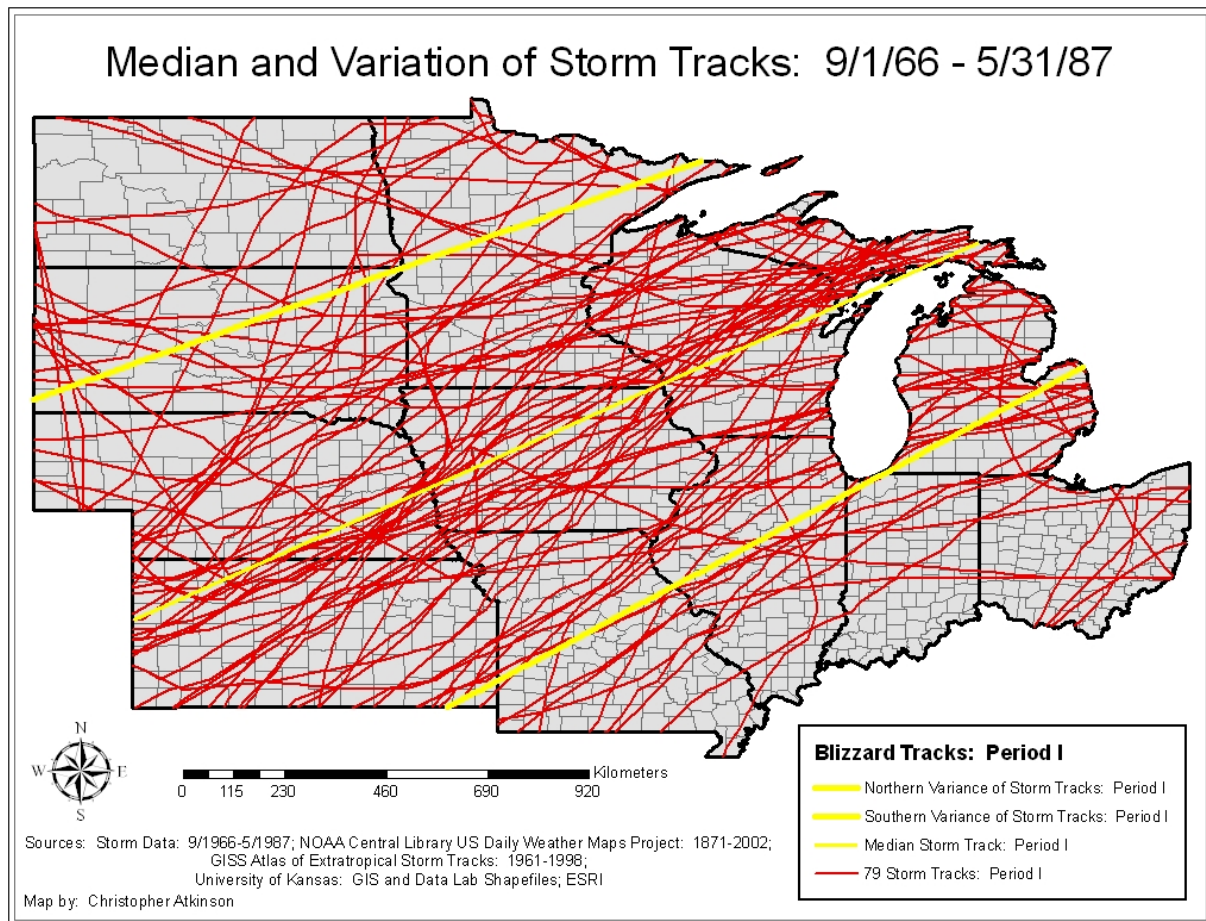 Median and Variation of Storm Tracks: 9/1/66 - 5/31/87
N
W E
S
Kilometers
0 115 230 460 690 920
Sources: Storm Data: 9/1966-5/1987; NOAA Central Library US Daily Weather Maps Project: 1871-2002;
GISS Atlas of Extratropical Storm Tracks: 1961-1998;
University of Kansas: GIS and Data Lab Shapefiles; ESRI
Map by: Christopher Atkinson
Blizzard Tracks: Period I
Northern Variance of Storm Tracks: Period I
Southern Variance of Storm Tracks: Period I
Median Storm Track: Period I
79 Storm Tracks: Period I